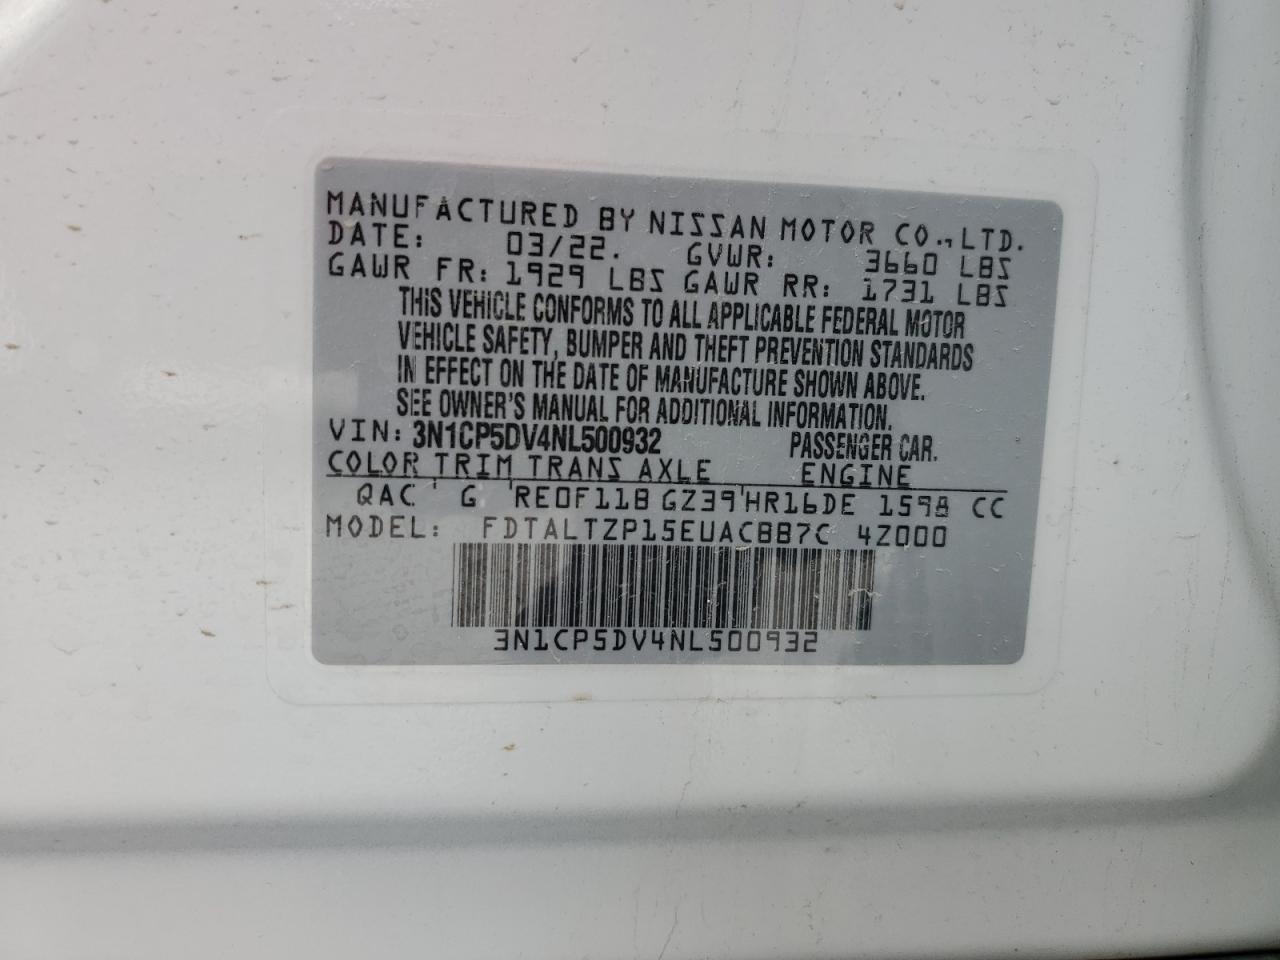 MANUFACTURED BY NISSAN MOTOR CO., LTD.
DATE: 03/22. GVWR: 3660 LBS
GAWR FR: 1929 LBS GAWR RR: 1731 LBS
THIS VEHICLE CONFORMS TO ALL APPLICABLE FEDERAL MOTOR
VEHICLE SAFETY, BUMPER AND THEFT PREVENTION STANDARDS
IN EFFECT ON THE DATE OF MANUFACTURE SHOWN ABOVE.
SEE OWNER'S MANUAL FOR ADDITIONAL INFORMATION.
VIN: 3N1CP5DV4NL500932 PASSENGER CAR.
COLOR TRIM TRANS AXLE ENGINE
QAC ' G 'RE0F11B GZ39'HR16DE 1598 CC
MODEL: FDTALTZP15EUACBB7C 4Z000
3N1CP5DV4NL500932